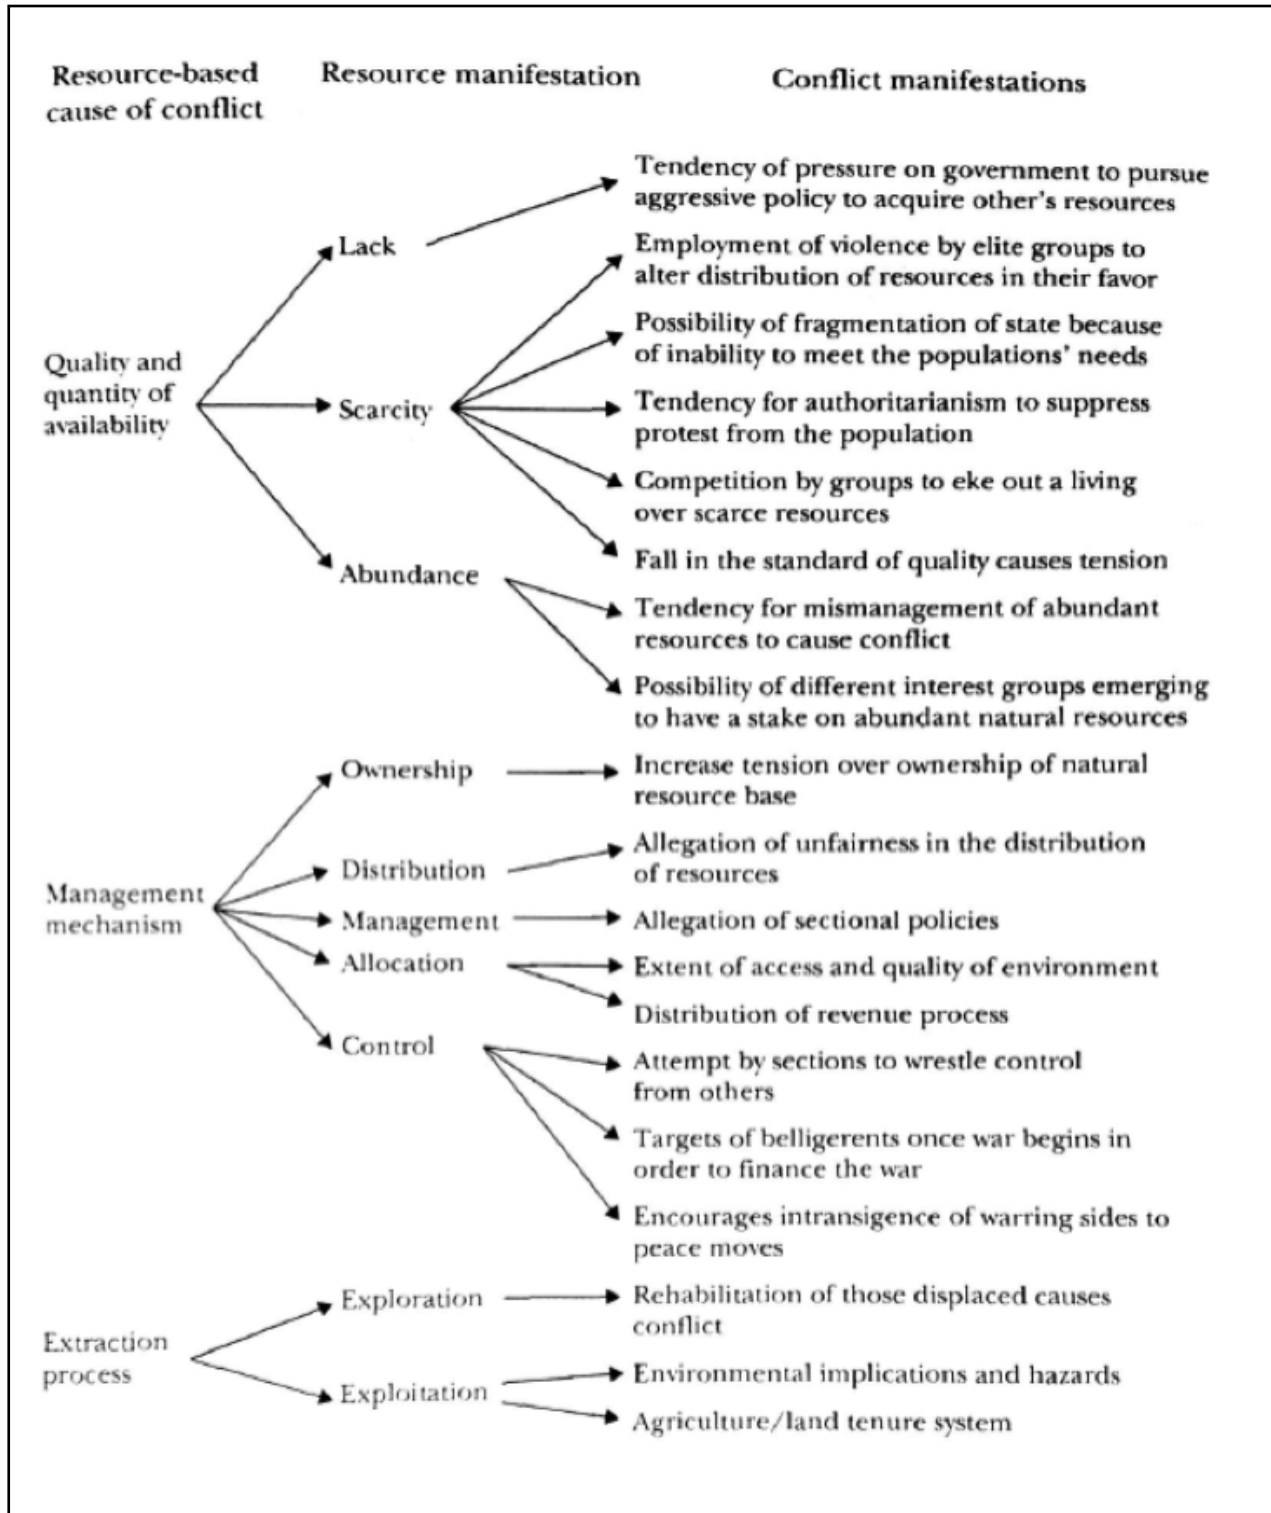 Resource-based
cause of conflict
Resource manifestation
Conflict manifestations
Quality and
quantity of
availability
Lack
Tendency of pressure on government to pursue
aggressive policy to acquire other's resources
Scarcity
Employment of violence by elite groups to
alter distribution of resources in their favor
Possibility of fragmentation of state because
of inability to meet the populations' needs
Tendency for authoritarianism to suppress
protest from the population
Competition by groups to eke out a living
over scarce resources
Fall in the standard of quality causes tension
Abundance
Tendency for mismanagement of abundant
resources to cause conflict
Possibility of different interest groups emerging
to have a stake on abundant natural resources
Management
mechanism
Ownership
Increase tension over ownership of natural
resource base
Distribution
Allegation of unfairness in the distribution
of resources
Management
Allegation of sectional policies
Allocation
Extent of access and quality of environment
Distribution of revenue process
Control
Attempt by sections to wrestle control
from others
Targets of belligerents once war begins in
order to finance the war
Encourages intransigence of warring sides to
peace moves
Extraction
process
Exploration
Rehabilitation of those displaced causes
conflict
Exploitation
Environmental implications and hazards
Agriculture/land tenure system